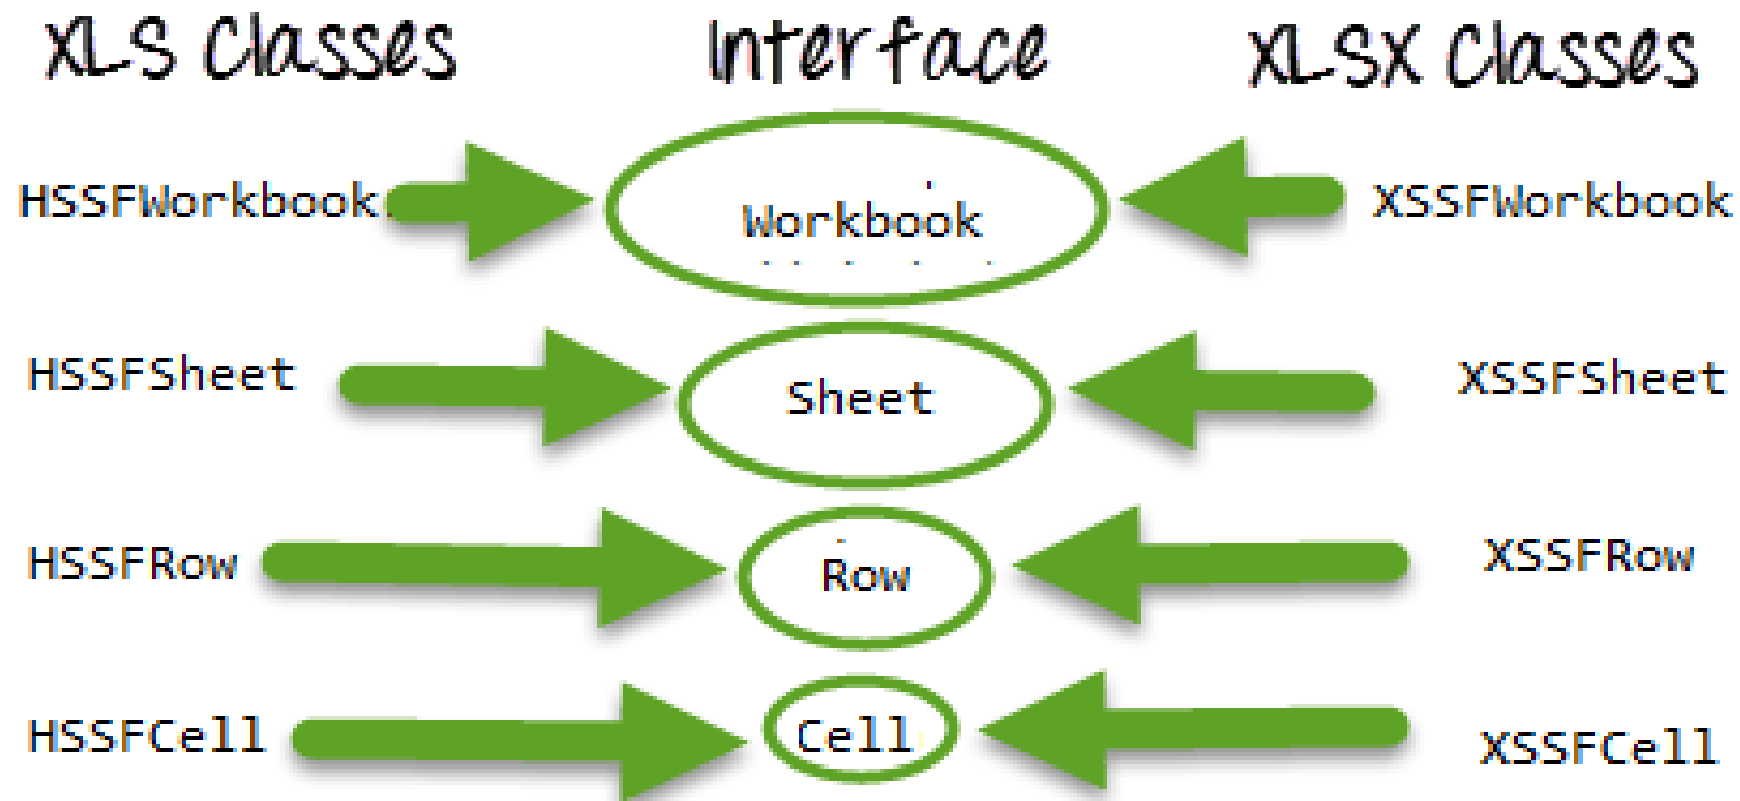 XLS Classes Interface XLSX Classes
HSSFWorkbook Workbook XSSFWorkbook
HSSFSheet Sheet XSSFSheet
HSSFRow Row XSSFRow
HSSFCell Cell XSSFCell